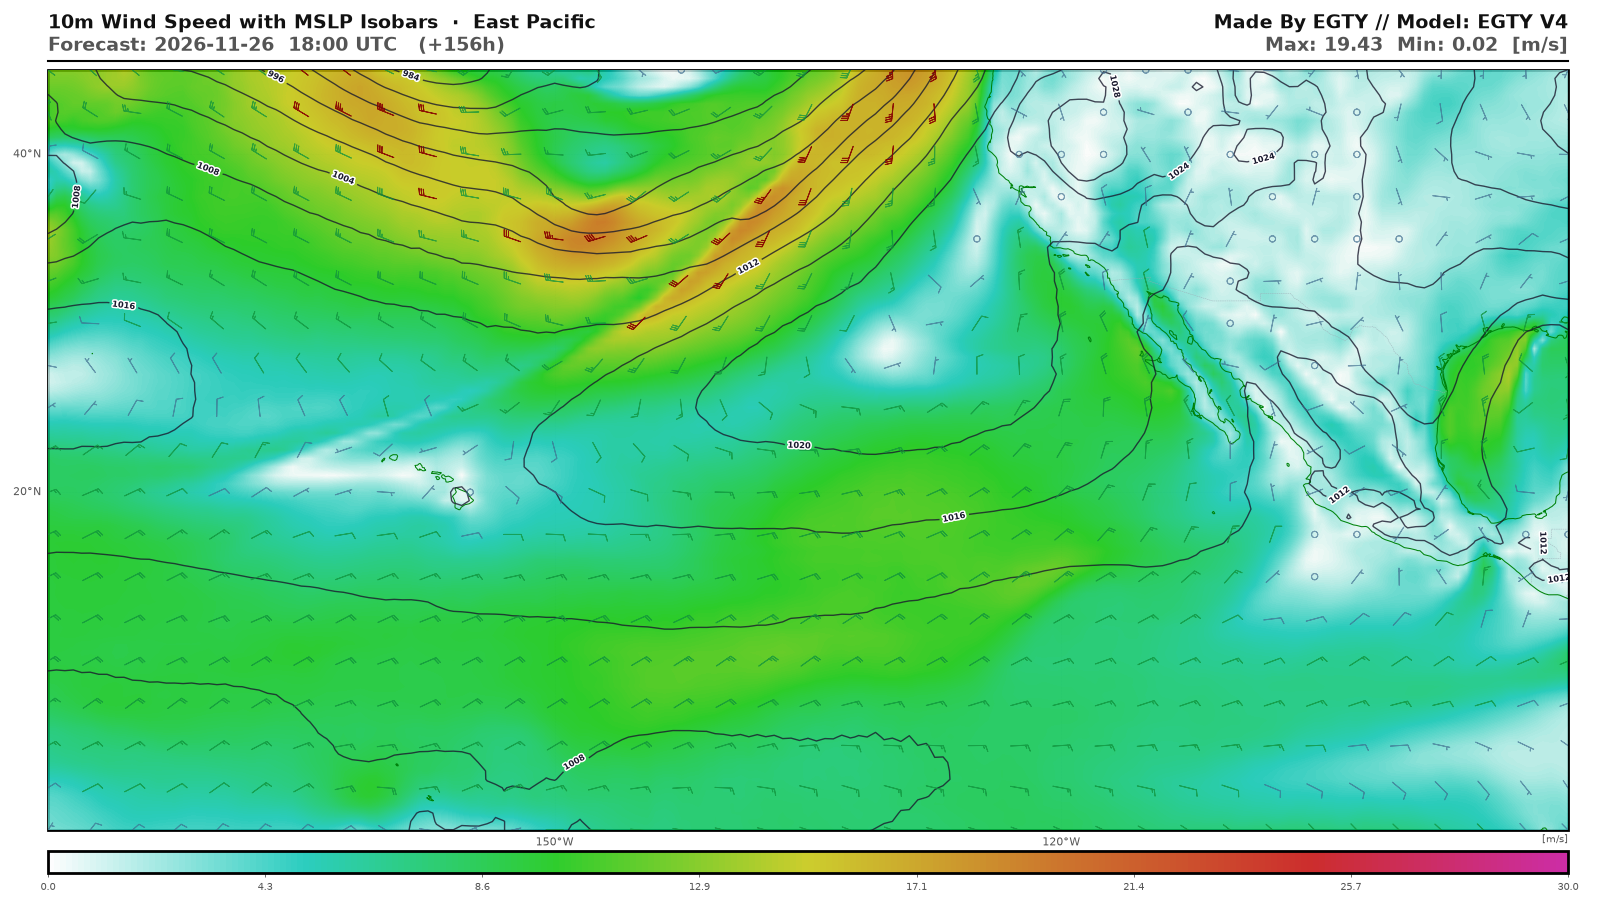 10m Wind Speed with MSLP Isobars · East Pacific
Made By EGTY // Model: EGTY V4
Forecast: 2026-11-26 18:00 UTC (+156h)
Max: 19.43 Min: 0.02 [m/s]
996
984
1028
40°N
1008
1004
1024
1024
1008
1012
1016
1020
20°N
1012
1016
1012
1012
1008
150°W
120°W
[m/s]
0.0
4.3
8.6
12.9
17.1
21.4
25.7
30.0